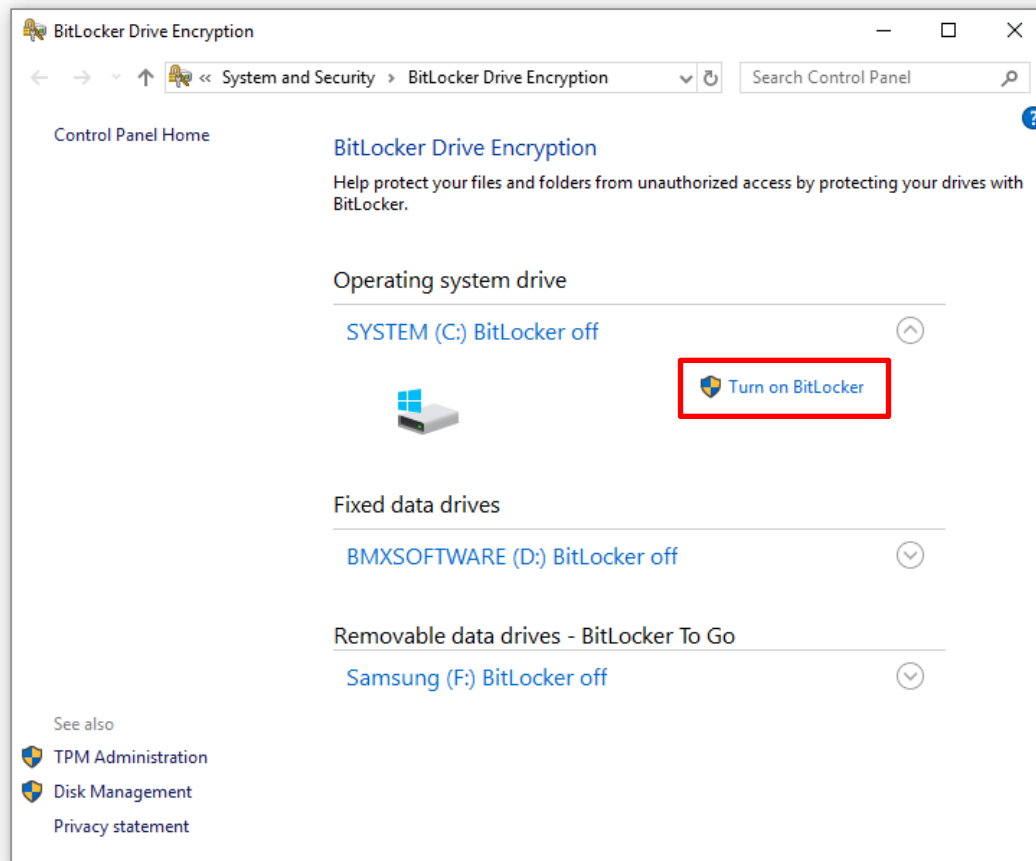 BitLocker Drive Encryption
« System and Security › BitLocker Drive Encryption
Search Control Panel
Control Panel Home
?
BitLocker Drive Encryption
Help protect your files and folders from unauthorized access by protecting your drives with
BitLocker.
Operating system drive
SYSTEM (C:) BitLocker off
Turn on BitLocker
Fixed data drives
BMXSOFTWARE (D:) BitLocker off
Removable data drives - BitLocker To Go
Samsung (F:) BitLocker off
See also
TPM Administration
Disk Management
Privacy statement